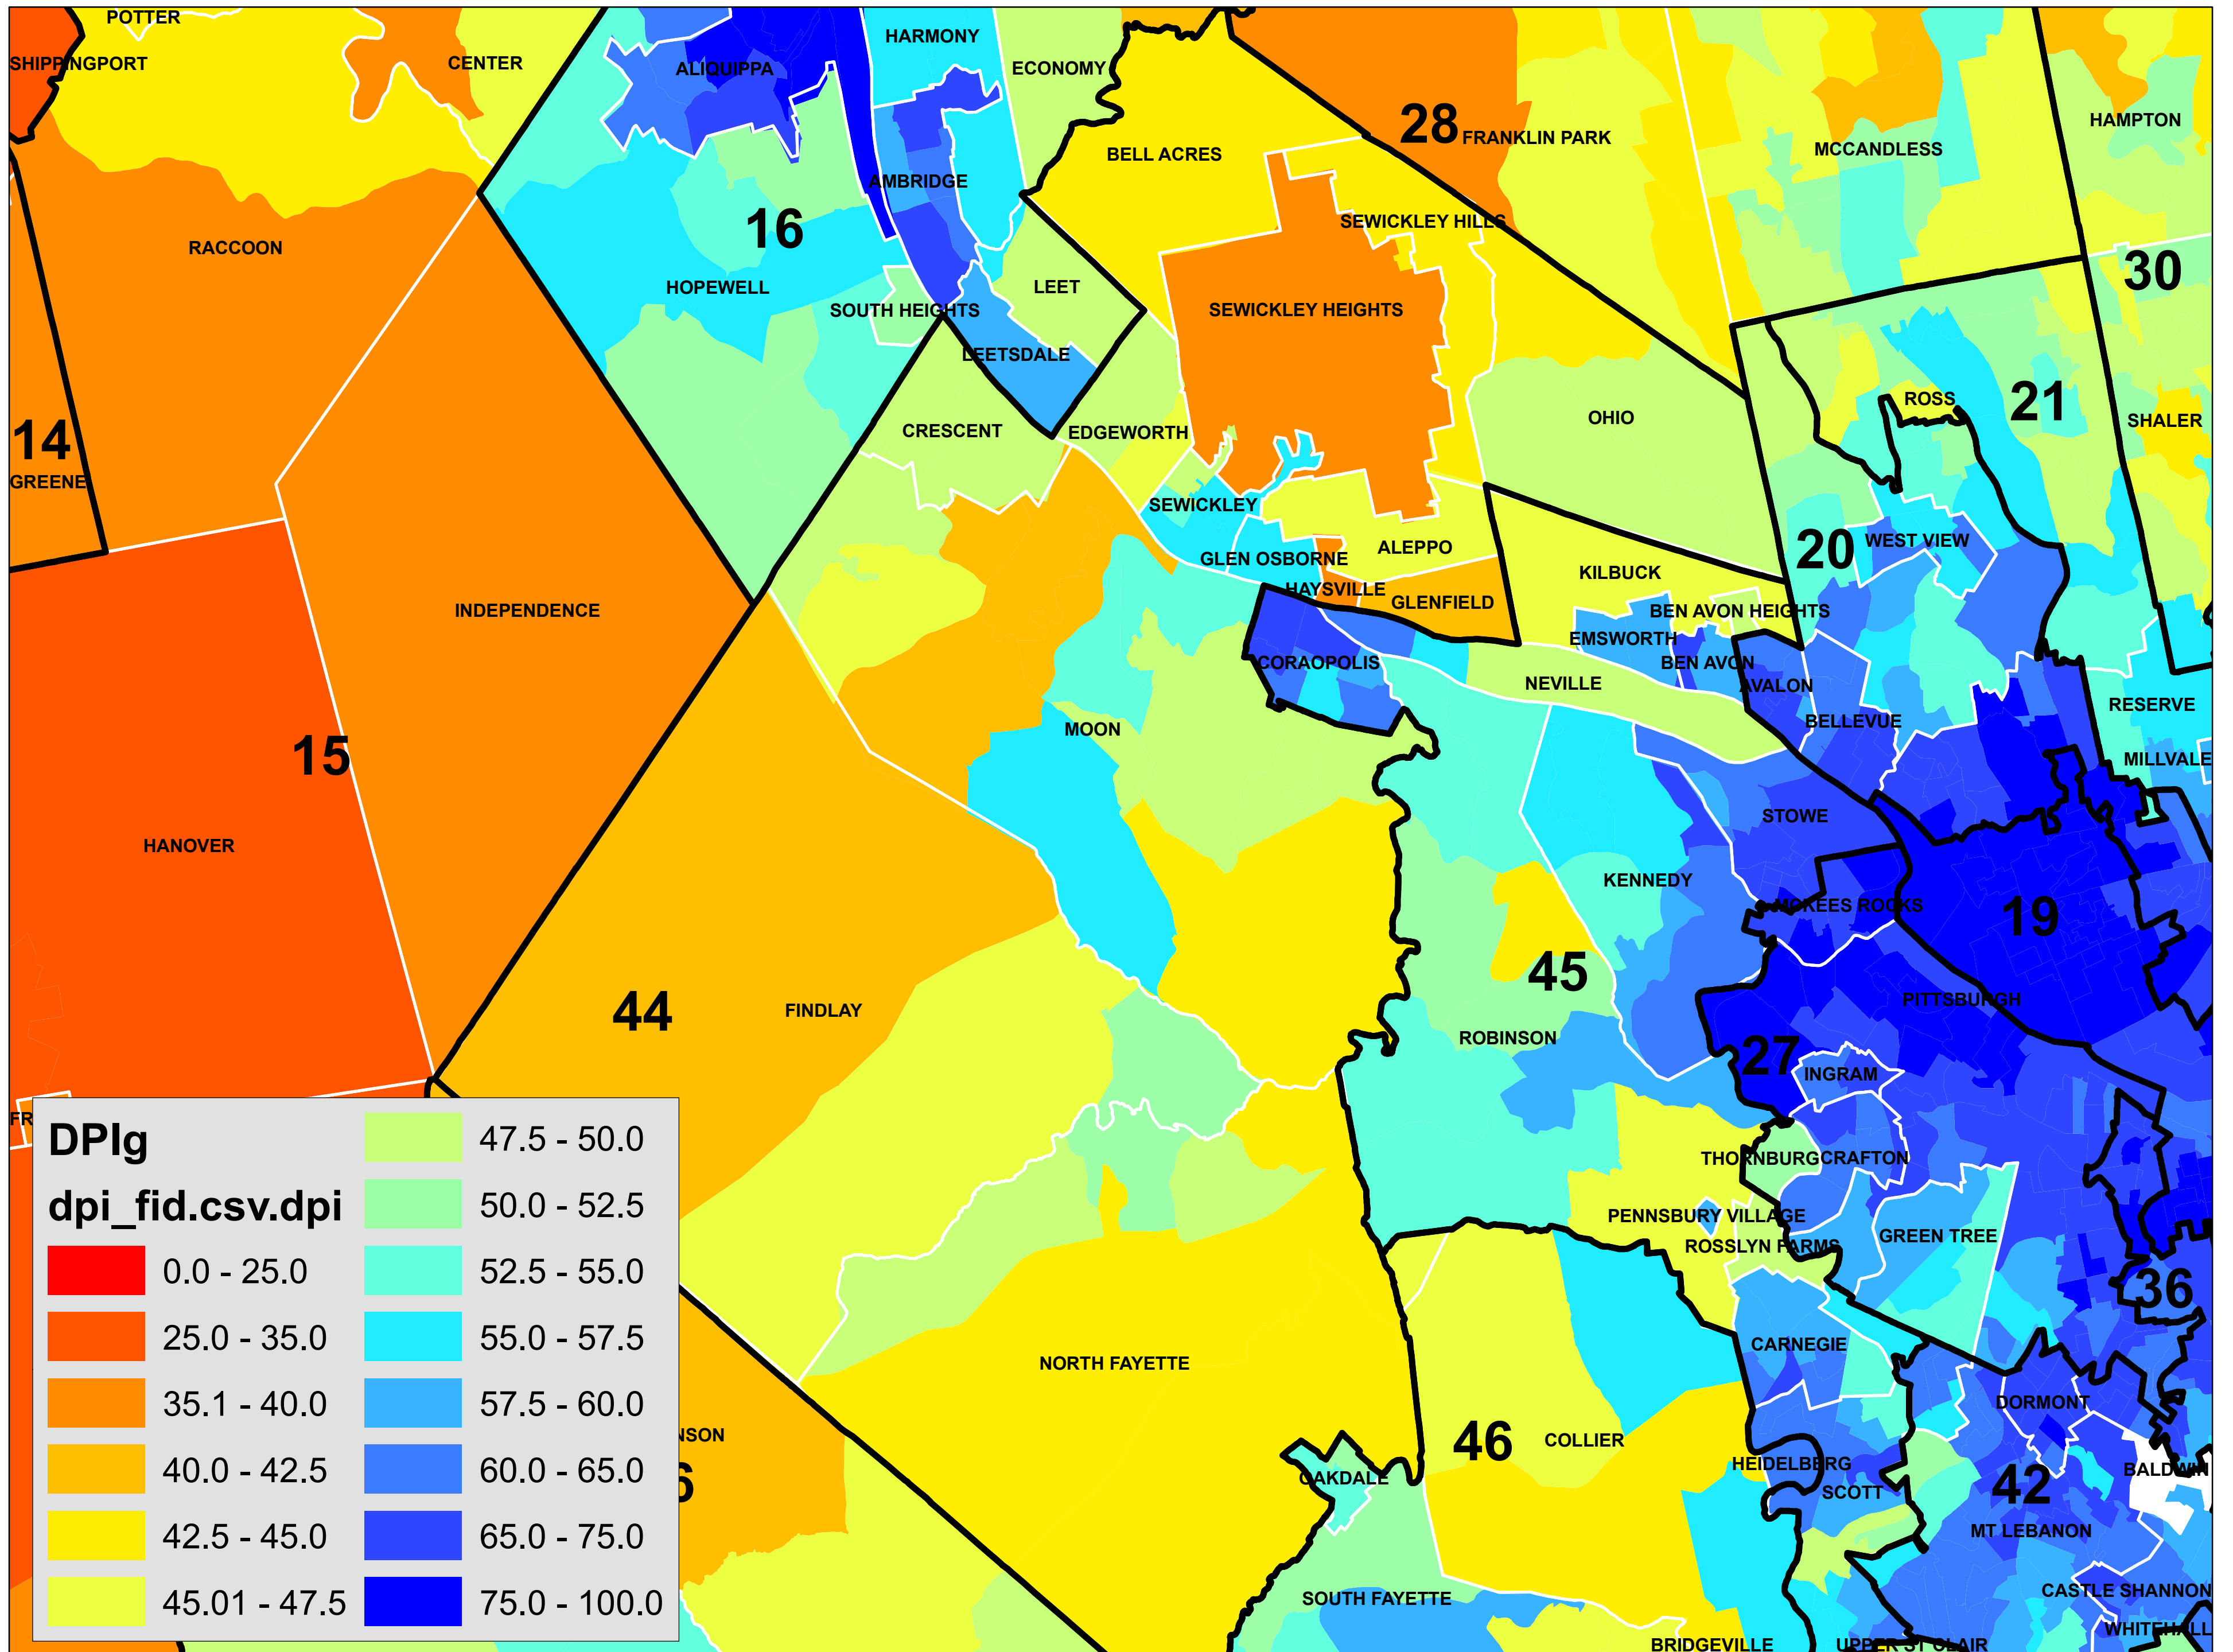 POTTER
SHIPPINGPORT
CENTER
ALIQUIPPA
HARMONY
ECONOMY
BELL ACRES
28 FRANKLIN PARK
MCCANDLESS
HAMPTON
RACCOON
AMBRIDGE
16
HOPEWELL
SOUTH HEIGHTS
LEET
LEETSDALE
SEWICKLEY HILLS
SEWICKLEY HEIGHTS
30
14
GREENE
CRESCENT
EDGEWORTH
OHIO
ROSS
21
SHALER
SEWICKLEY
GLEN OSBORNE
ALEPPO
HAYSVILLE
GLENFIELD
KILBUCK
20
WEST VIEW
BEN AVON HEIGHTS
EMSWORTH
BEN AVON
AVALON
INDEPENDENCE
CORAOPOLIS
NEVILLE
BELLEVUE
RESERVE
MILLVALE
15
MOON
STOWE
HANOVER
KENNEDY
MCKEES ROCKS
19
45
44
FINDLAY
ROBINSON
PITTSBURGH
27
INGRAM
FR
THORNBURG
CRAFTON
PENNSBURY VILLAGE
ROSSLYN FARMS
GREEN TREE
36
CARNEGIE
NORTH FAYETTE
DORMONT
NSON
6
46
COLLIER
OAKDALE
HEIDELBERG
SCOTT
42
BALDWIN
MT LEBANON
SOUTH FAYETTE
CASTLE SHANNON
WHITEHALL
BRIDGEVILLE
UPPER ST CLAIR
DPIg
dpi_fid.csv.dpi
0.0 - 25.0
25.0 - 35.0
35.1 - 40.0
40.0 - 42.5
42.5 - 45.0
45.01 - 47.5
47.5 - 50.0
50.0 - 52.5
52.5 - 55.0
55.0 - 57.5
57.5 - 60.0
60.0 - 65.0
65.0 - 75.0
75.0 - 100.0